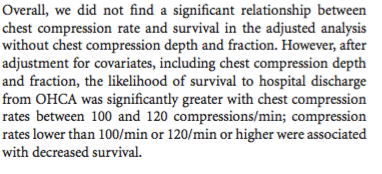 Overall, we did not find a significant relationship between
chest compression rate and survival in the adjusted analysis
without chest compression depth and fraction. However, after
adjustment for covariates, including chest compression depth
and fraction, the likelihood of survival to hospital discharge
from OHCA was significantly greater with chest compression
rates between 100 and 120 compressions/min; compression
rates lower than 100/min or 120/min or higher were associated
with decreased survival.